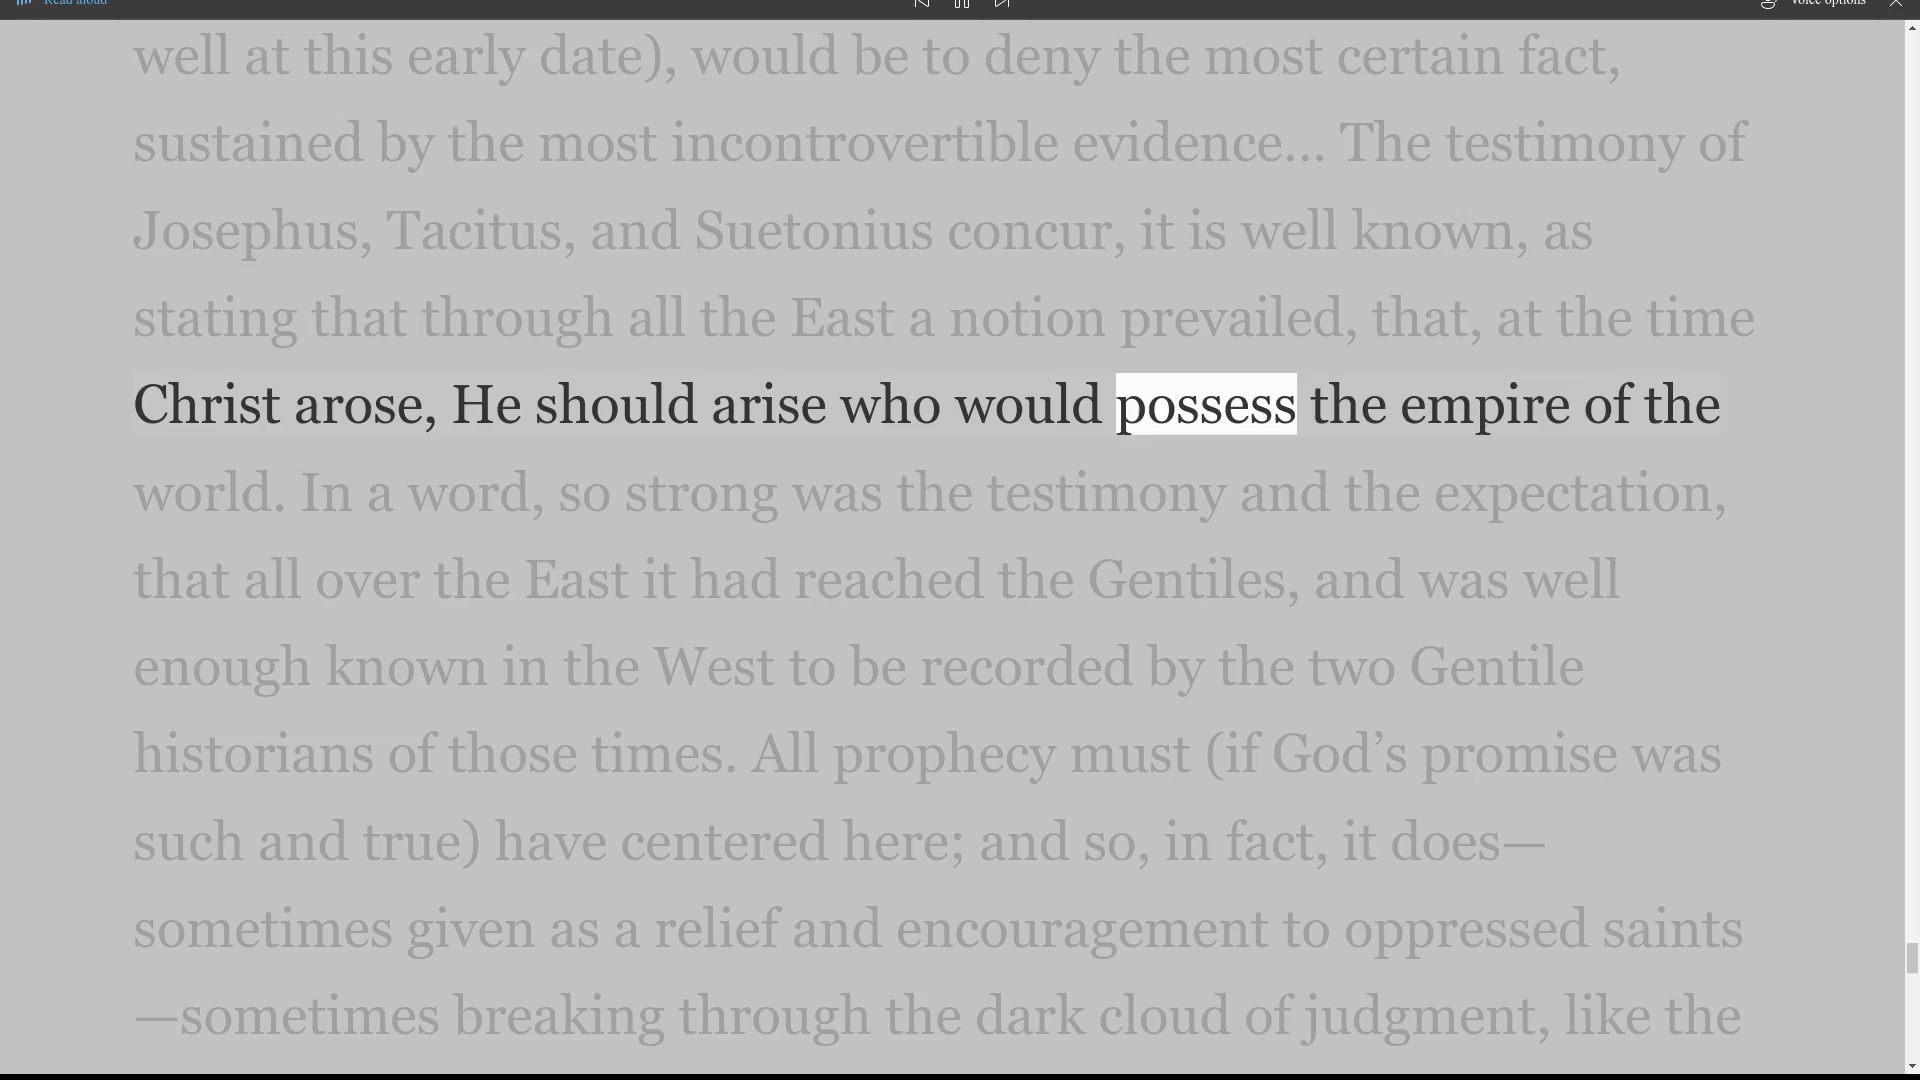 Read aloud
Voice options
well at this early date), would be to deny the most certain fact,
sustained by the most incontrovertible evidence... The testimony of
Josephus, Tacitus, and Suetonius concur, it is well known, as
stating that through all the East a notion prevailed, that, at the time
Christ arose, He should arise who would possess the empire of the
world. In a word, so strong was the testimony and the expectation,
that all over the East it had reached the Gentiles, and was well
enough known in the West to be recorded by the two Gentile
historians of those times. All prophecy must (if God’s promise was
such and true) have centered here; and so, in fact, it does—
sometimes given as a relief and encouragement to oppressed saints
—sometimes breaking through the dark cloud of judgment, like the